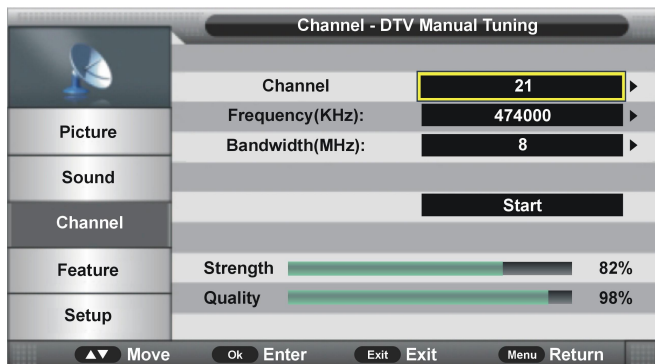 Channel - DTV Manual Tuning
Picture
Sound
Channel
Feature
Setup
Channel 21
Frequency(KHz): 474000
Bandwidth(MHz): 8
Start
Strength 82%
Quality 98%
▲▼ Move Ok Enter Exit Exit Menu Return